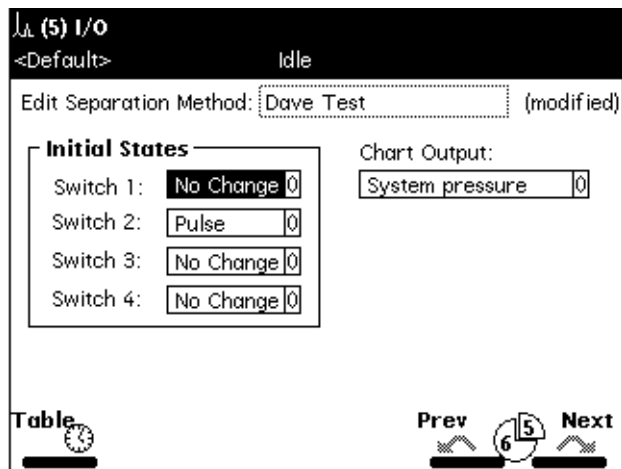 (5) I/O
<Default> Idle
Edit Separation Method: Dave Test (modified)
Initial States
Switch 1: No Change 0
Switch 2: Pulse 0
Switch 3: No Change 0
Switch 4: No Change 0
Chart Output:
System pressure 0
Table
Prev 6 5 Next